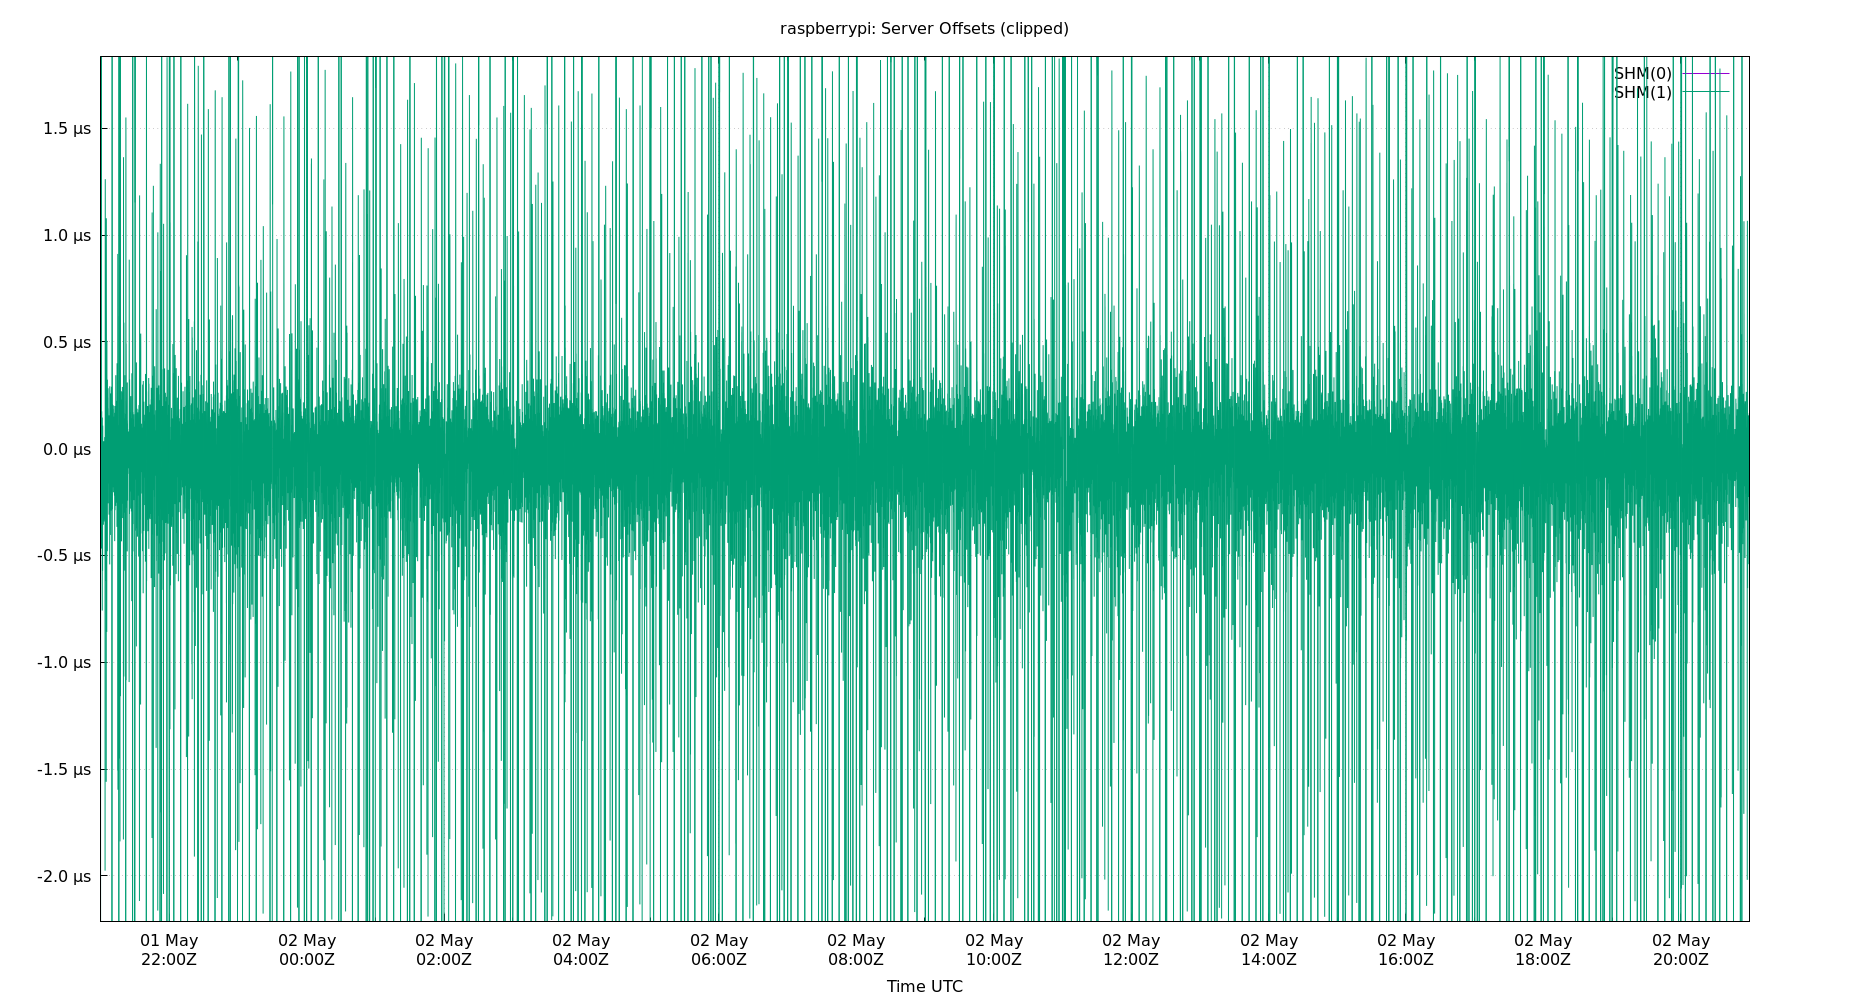 raspberrypi: Server Offsets (clipped)
SHM(0)
SHM(1)
1.5 µs
1.0 µs
0.5 µs
0.0 µs
-0.5 µs
-1.0 µs
-1.5 µs
-2.0 µs
01 May 02 May 02 May 02 May 02 May 02 May 02 May 02 May 02 May 02 May 02 May 02 May
22:00Z 00:00Z 02:00Z 04:00Z 06:00Z 08:00Z 10:00Z 12:00Z 14:00Z 16:00Z 18:00Z 20:00Z
Time UTC